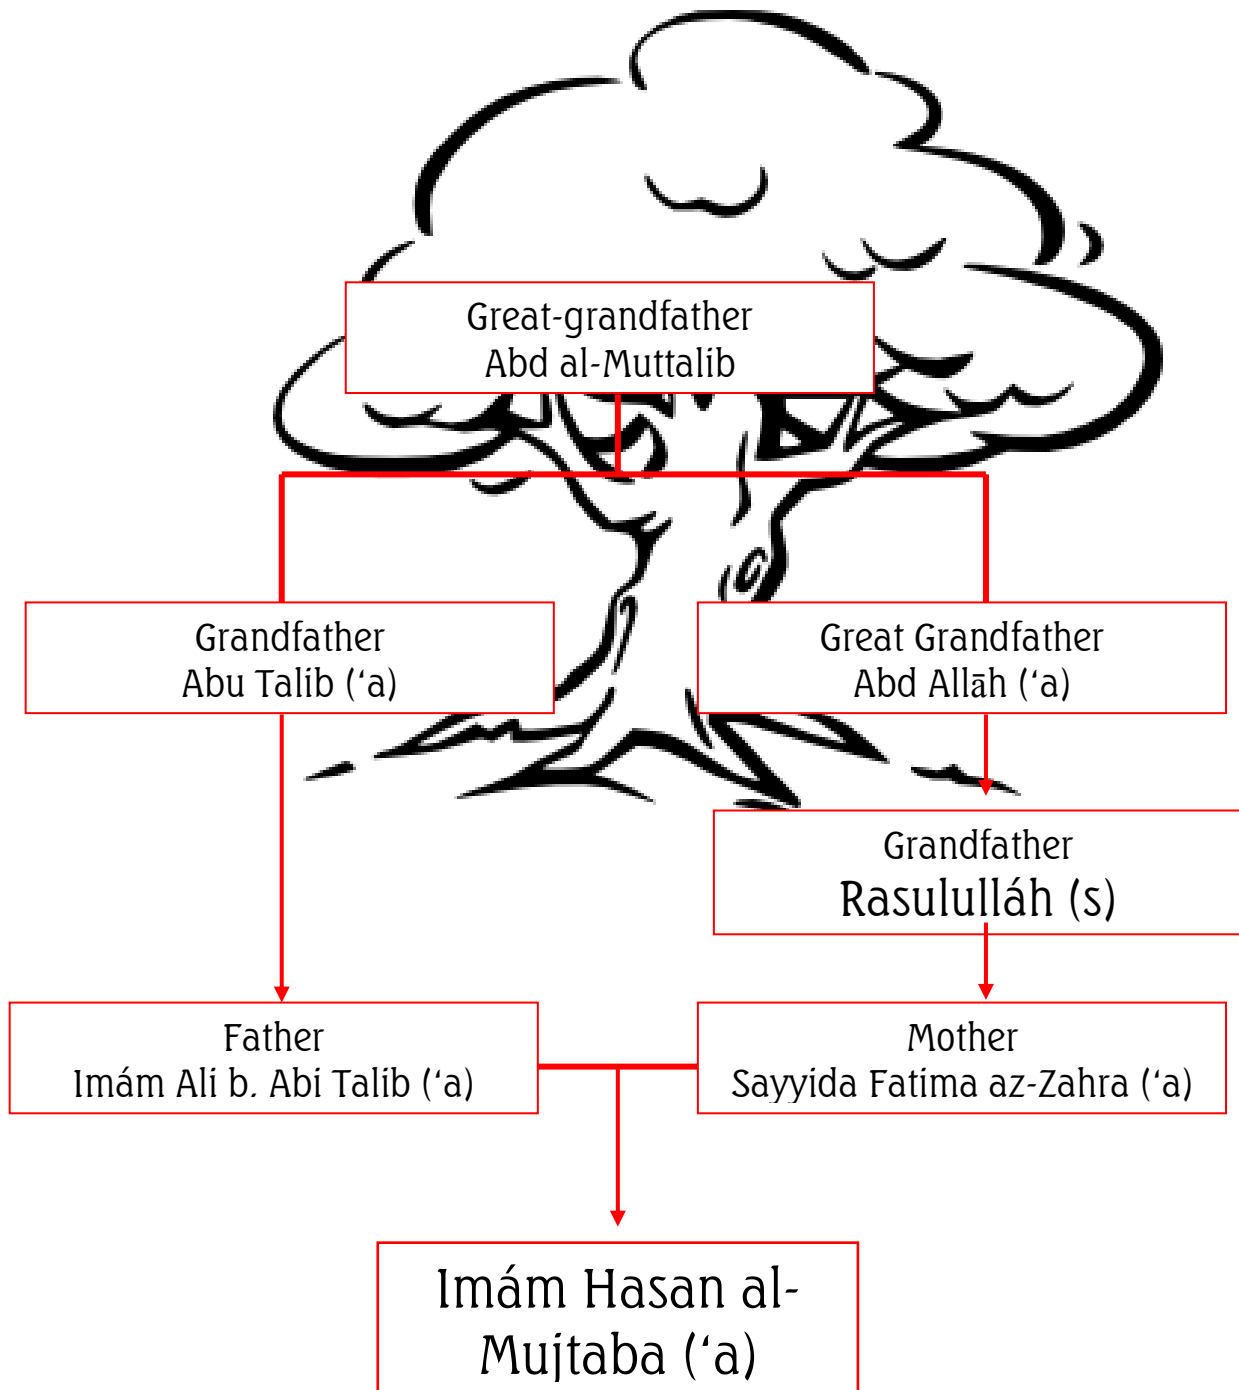 Great-grandfather
Abd al-Muttalib
Grandfather
Abu Talib (‘a)
Great Grandfather
Abd Allāh (‘a)
Grandfather
Rasululláh (s)
Father
Imám Ali b. Abi Talib (‘a)
Mother
Sayyida Fatima az-Zahra (‘a)
Imám Hasan al-
Mujtaba (‘a)